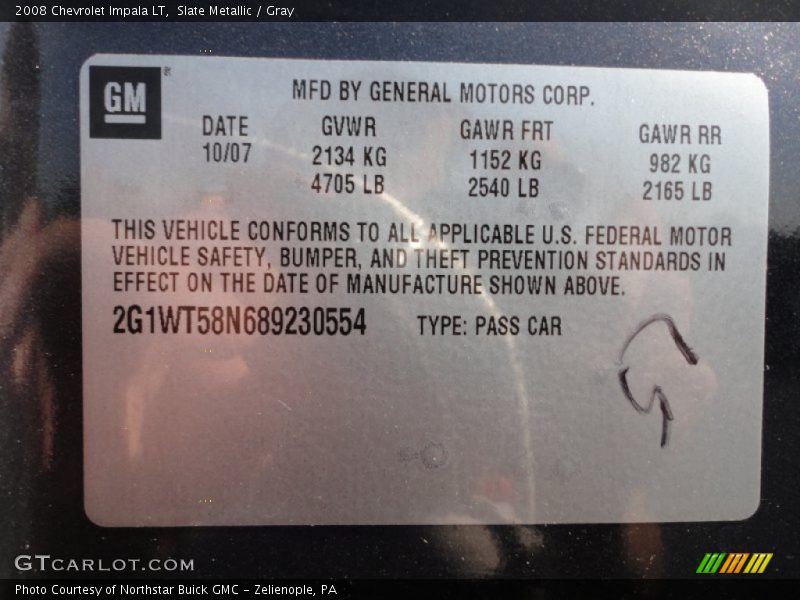 2008 Chevrolet Impala LT, Slate Metallic / Gray
GM
MFD BY GENERAL MOTORS CORP.
DATE GVWR GAWR FRT GAWR RR
10/07 2134 KG 1152 KG 982 KG
4705 LB 2540 LB 2165 LB
THIS VEHICLE CONFORMS TO ALL APPLICABLE U.S. FEDERAL MOTOR
VEHICLE SAFETY, BUMPER, AND THEFT PREVENTION STANDARDS IN
EFFECT ON THE DATE OF MANUFACTURE SHOWN ABOVE.
2G1WT58N689230554 TYPE: PASS CAR
GTCARLOT.COM
Photo Courtesy of Northstar Buick GMC - Zelienople, PA